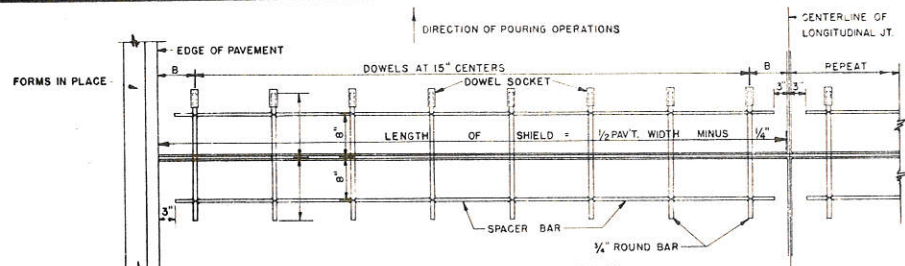 DIRECTION OF POURING OPERATIONS
CENTERLINE OF
LONGITUDINAL JT.
EDGE OF PAVEMENT
FORMS IN PLACE
B
DOWELS AT 15" CENTERS
B
REPEAT
DOWEL SOCKET
3" 3"
8"
LENGTH OF SHIELD = 1/2 PAV'T. WIDTH MINUS 1/4"
8"
3"
SPACER BAR
3/4" ROUND BAR